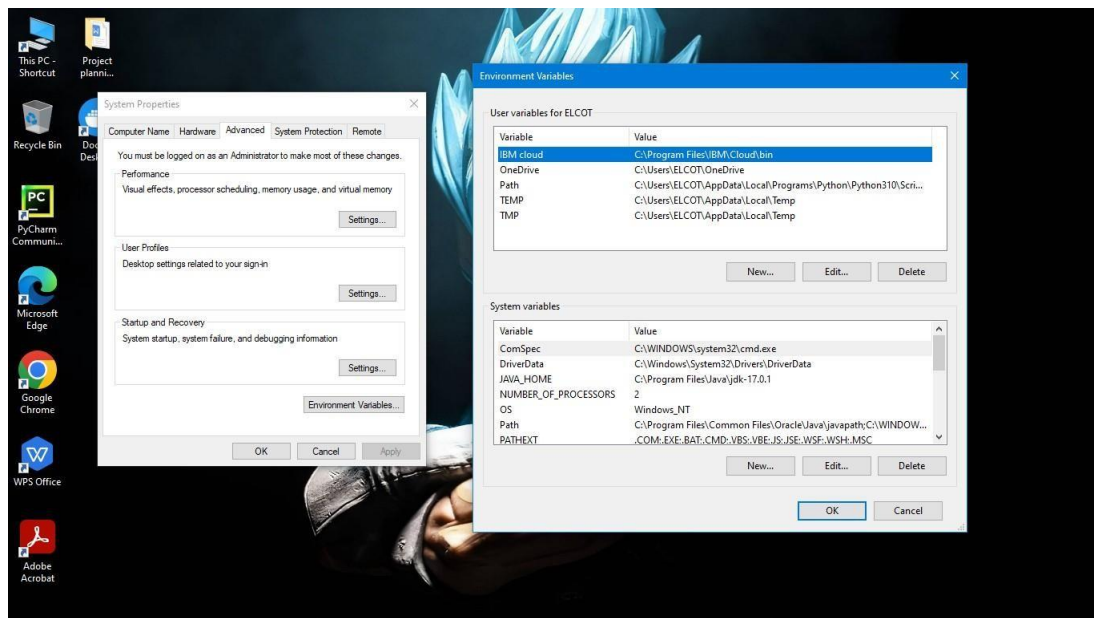 This PC - Shortcut
Project planni...
Recycle Bin
PyCharm Communi...
Microsoft Edge
Google Chrome
WPS Office
Adobe Acrobat
System Properties
Computer Name Hardware Advanced System Protection Remote
You must be logged on as an Administrator to make most of these changes.
Performance
Visual effects, processor scheduling, memory usage, and virtual memory
Settings...
User Profiles
Desktop settings related to your sign-in
Settings...
Startup and Recovery
System startup, system failure, and debugging information
Settings...
Environment Variables...
OK Cancel Apply
Environment Variables
User variables for ELCOT
Variable Value
IBM cloud C:\Program Files\IBM\Cloud\bin
OneDrive C:\Users\ELCOT\OneDrive
Path C:\Users\ELCOT\AppData\Local\Programs\Python\Python310\Scri...
TEMP C:\Users\ELCOT\AppData\Local\Temp
TMP C:\Users\ELCOT\AppData\Local\Temp
New... Edit... Delete
System variables
Variable Value
ComSpec C:\WINDOWS\system32\cmd.exe
DriverData C:\Windows\System32\Drivers\DriverData
JAVA_HOME C:\Program Files\Java\jdk-17.0.1
NUMBER_OF_PROCESSORS 2
OS Windows_NT
Path C:\Program Files\Common Files\Oracle\Java\javapath;C:\WINDOW...
PATHEXT .COM;.EXE;.BAT;.CMD;.VBS;.VBE;.JS;.JSE;.WSF;.WSH;.MSC
New... Edit... Delete
OK Cancel